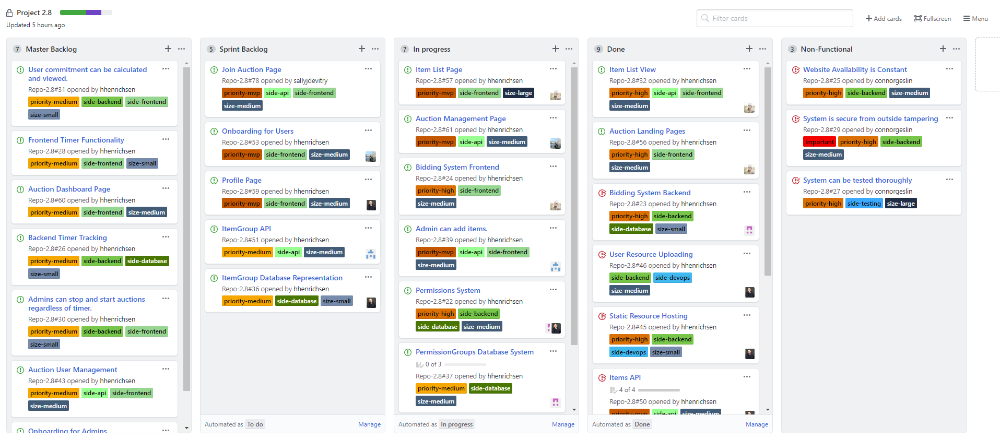 Project 2.8
Updated 5 hours ago
Filter cards
Add cards
Fullscreen
Menu
7 Master Backlog
User commitment can be calculated
and viewed.
Repo-2.8#31 opened by hhenrichsen
priority-medium side-backend side-frontend
size-small
Frontend Timer Functionality
Repo-2.8#28 opened by hhenrichsen
priority-medium side-frontend size-small
Auction Dashboard Page
Repo-2.8#60 opened by hhenrichsen
priority-medium side-frontend size-medium
Backend Timer Tracking
Repo-2.8#26 opened by hhenrichsen
priority-medium side-backend side-database
size-small
Admins can stop and start auctions
regardless of timer.
Repo-2.8#30 opened by hhenrichsen
priority-medium side-backend side-frontend
size-small
Auction User Management
Repo-2.8#43 opened by hhenrichsen
priority-medium side-api side-frontend
size-medium
Onboarding for Admins
5 Sprint Backlog
Join Auction Page
Repo-2.8#78 opened by sallyjdevitry
priority-mvp side-api side-frontend
size-medium
Onboarding for Users
Repo-2.8#53 opened by hhenrichsen
priority-mvp side-frontend size-medium
Profile Page
Repo-2.8#59 opened by hhenrichsen
priority-mvp side-frontend size-medium
ItemGroup API
Repo-2.8#51 opened by hhenrichsen
priority-medium side-api size-medium
ItemGroup Database Representation
Repo-2.8#36 opened by hhenrichsen
priority-medium side-database size-small
Automated as To do Manage
7 In progress
Item List Page
Repo-2.8#57 opened by hhenrichsen
priority-mvp side-frontend size-large
Auction Management Page
Repo-2.8#61 opened by hhenrichsen
priority-mvp side-api size-medium
Bidding System Frontend
Repo-2.8#24 opened by hhenrichsen
priority-high side-frontend
size-medium
Admin can add items.
Repo-2.8#39 opened by hhenrichsen
priority-mvp side-api side-frontend
size-medium
Permissions System
Repo-2.8#22 opened by hhenrichsen
priority-high side-backend
side-database size-medium
PermissionGroups Database System
0 of 3
Repo-2.8#37 opened by hhenrichsen
priority-medium side-database
size-medium
Automated as In progress Manage
9 Done
Item List View
Repo-2.8#32 opened by hhenrichsen
priority-high side-api side-frontend
size-medium
Auction Landing Pages
Repo-2.8#56 opened by hhenrichsen
priority-high side-frontend
size-medium
Bidding System Backend
Repo-2.8#23 opened by hhenrichsen
priority-high side-backend
side-database size-small
User Resource Uploading
Repo-2.8#46 opened by hhenrichsen
side-backend side-devops
size-medium
Static Resource Hosting
Repo-2.8#45 opened by hhenrichsen
priority-high side-backend
side-devops size-small
Items API
4 of 4
Repo-2.8#50 opened by hhenrichsen
priority-mvp side-api size-medium
Automated as Done Manage
3 Non-Functional
Website Availability is Constant
Repo-2.8#25 opened by connorgeslin
priority-high side-backend size-medium
System is secure from outside tampering
Repo-2.8#29 opened by connorgeslin
important priority-high side-backend
size-medium
System can be tested thoroughly
Repo-2.8#27 opened by connorgeslin
priority-high side-testing size-large